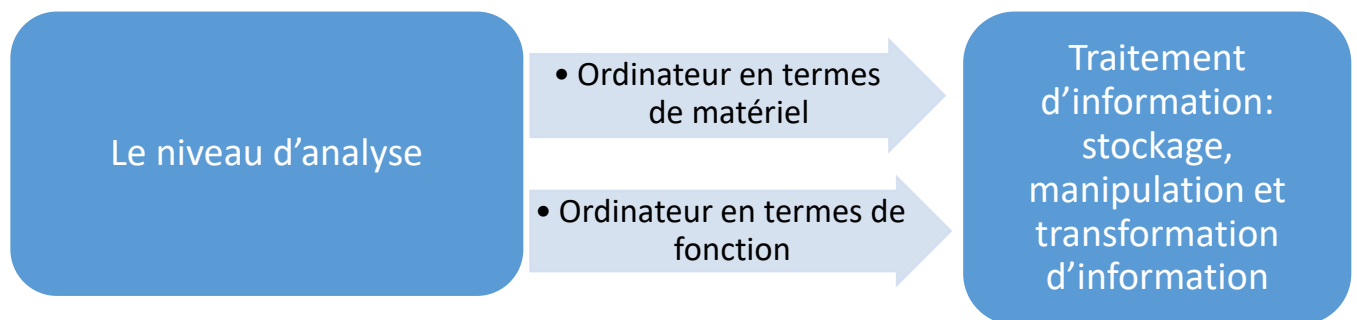 Le niveau d’analyse
• Ordinateur en termes
de matériel
• Ordinateur en termes de
fonction
Traitement
d’information:
stockage,
manipulation et
transformation
d’information